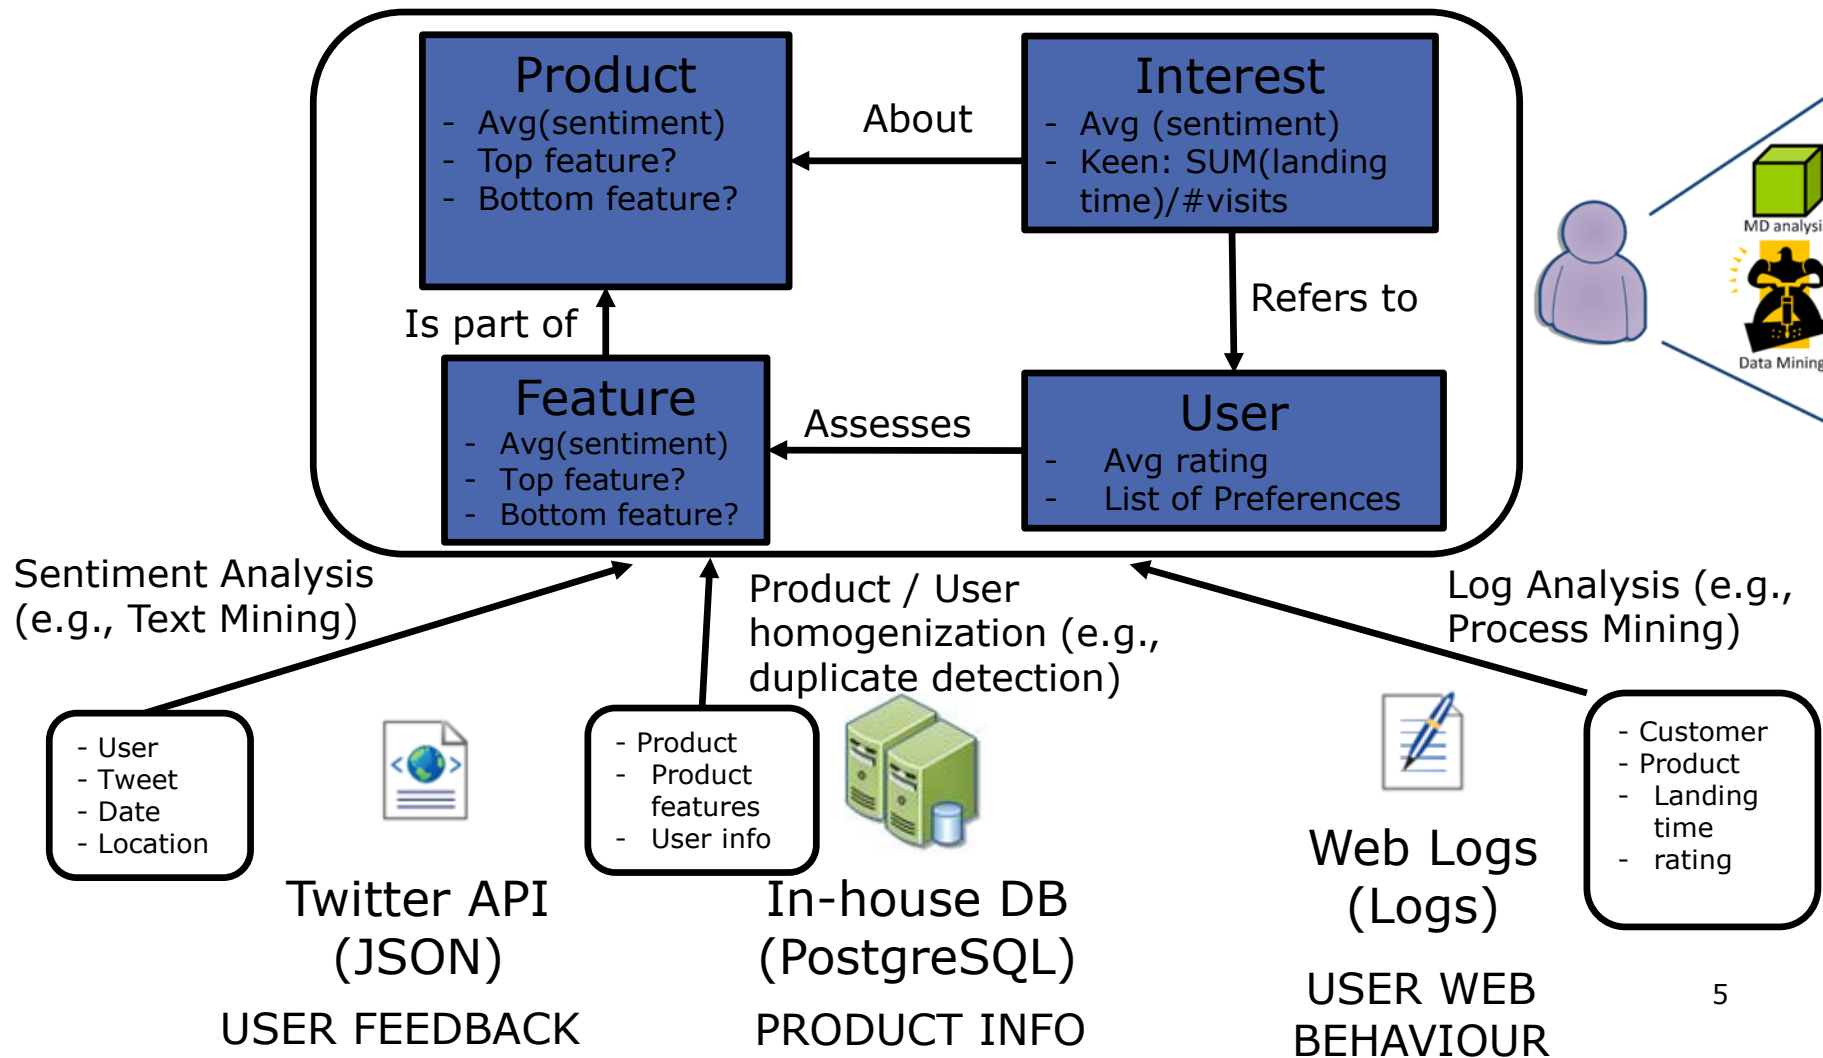 Product
- Avg(sentiment)
- Top feature?
- Bottom feature?
About
Interest
- Avg (sentiment)
- Keen: SUM(landing
time)/#visits
Is part of
Refers to
Feature
- Avg(sentiment)
- Top feature?
- Bottom feature?
Assesses
User
- Avg rating
- List of Preferences
MD analysi
Data Mining
Sentiment Analysis
(e.g., Text Mining)
Product / User
homogenization (e.g.,
duplicate detection)
Log Analysis (e.g.,
Process Mining)
- User
- Tweet
- Date
- Location
- Product
- Product
features
- User info
- Customer
- Product
- Landing
time
- rating
Twitter API
(JSON)
USER FEEDBACK
In-house DB
(PostgreSQL)
PRODUCT INFO
Web Logs
(Logs)
USER WEB
BEHAVIOUR
5